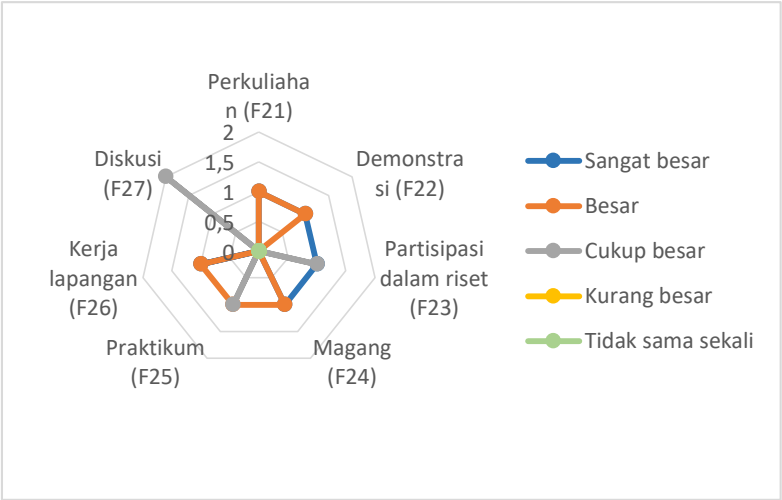 Perkuliaha
n (F21)
2
1,5
1
0,5
0
Demonstra
si (F22)
Partisipasi
dalam riset
(F23)
Magang
(F24)
Praktikum
(F25)
Kerja
lapangan
(F26)
Diskusi
(F27)
Sangat besar
Besar
Cukup besar
Kurang besar
Tidak sama sekali